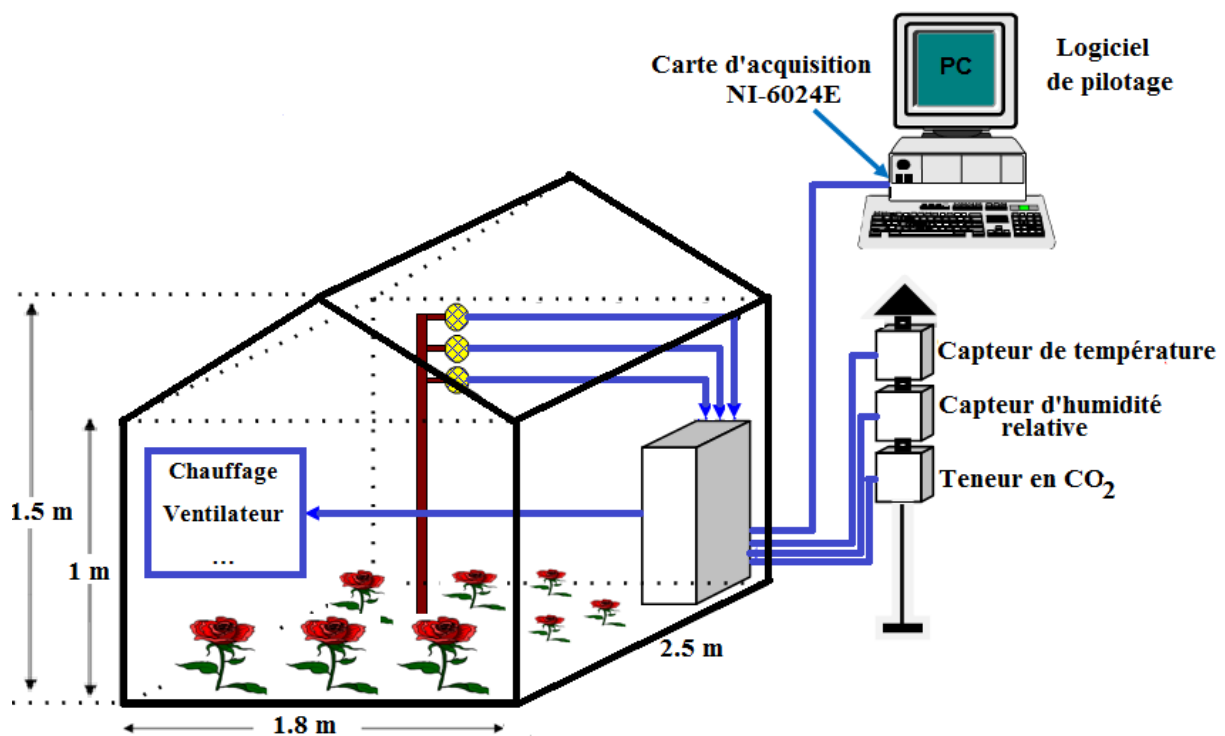 PC
Logiciel
de pilotage
Carte d'acquisition
NI-6024E
Capteur de température
Capteur d'humidité
relative
Teneur en CO2
Chauffage
Ventilateur
...
1.5 m
1 m
2.5 m
1.8 m